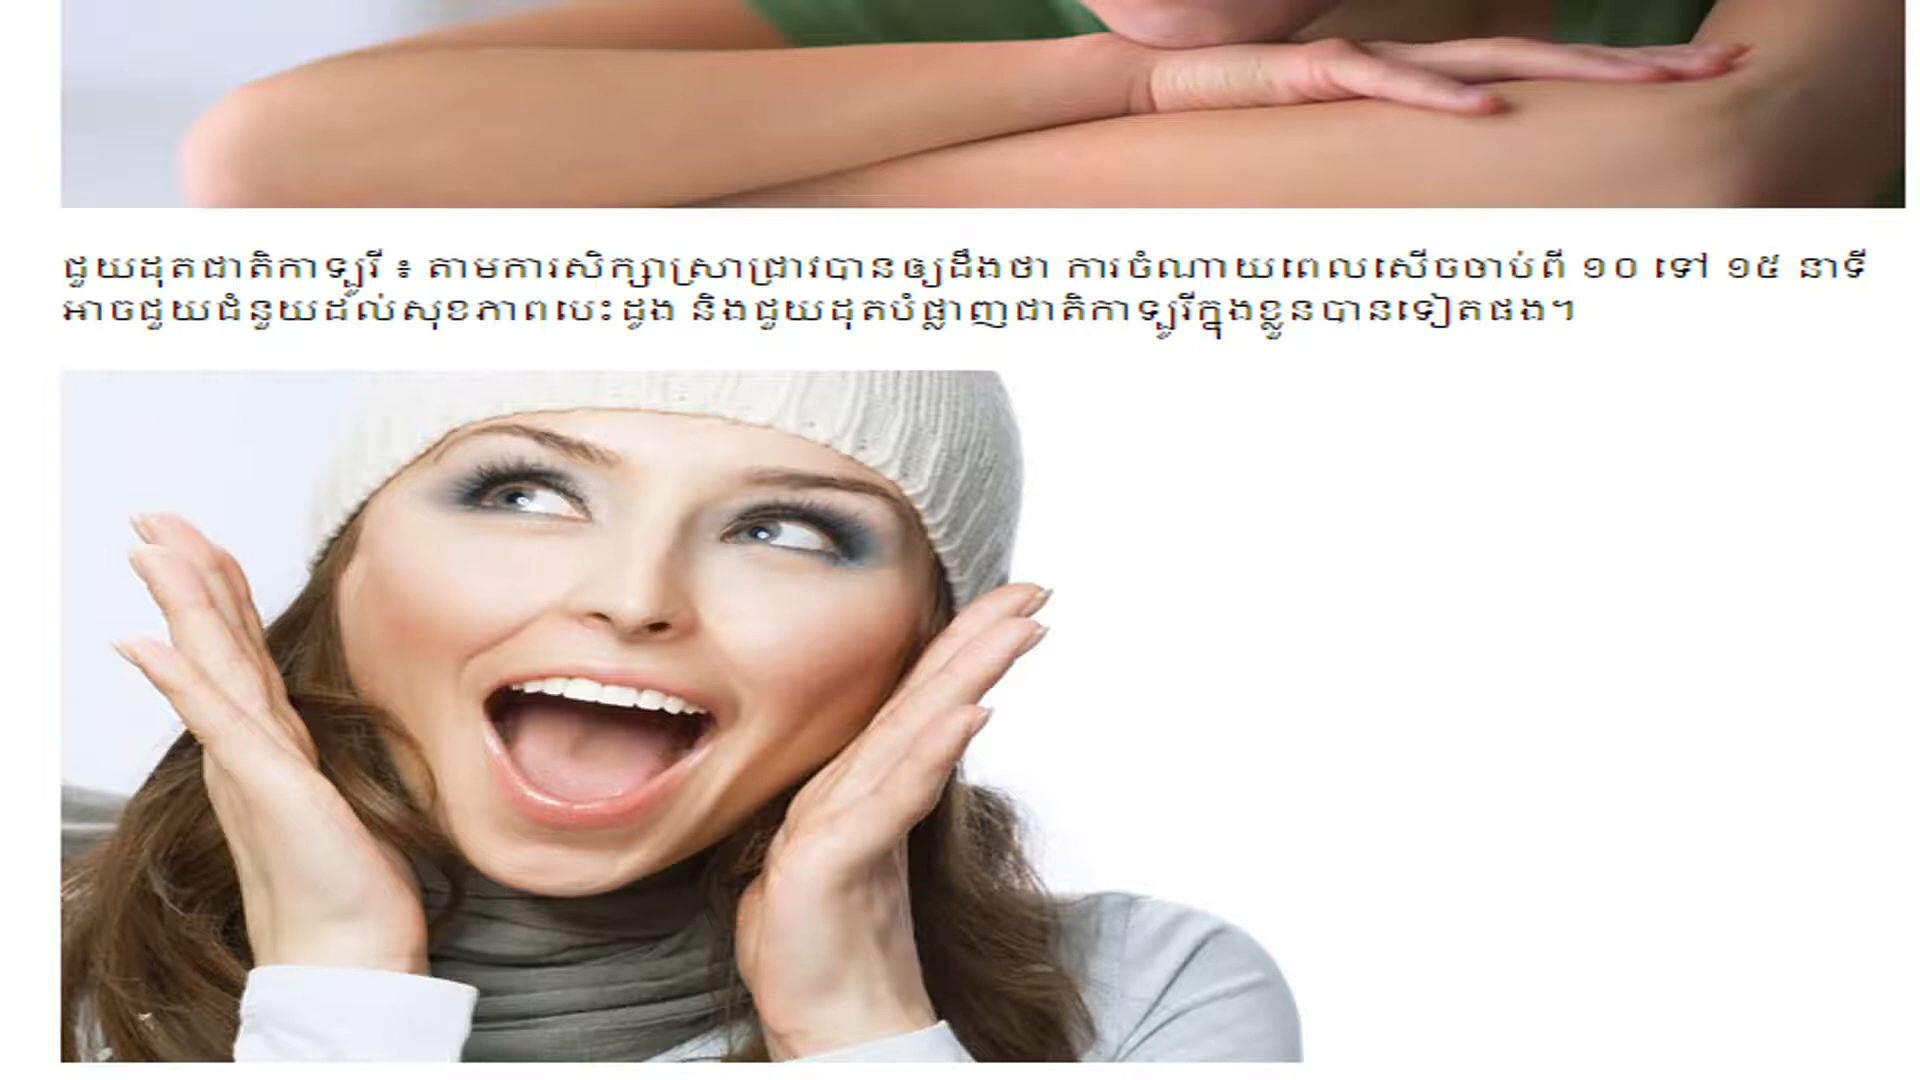 ជួយដុតជាតិកាឡូរី ៖ តាមការសិក្សាស្រាជ្រាវបានឲ្យដឹងថា ការចំណាយពេលសើចចាប់ពី ១០ ទៅ ១៥ នាទី
អាចជួយជំនួយដល់សុខភាពបេះដូង និងជួយដុតបំផ្លាញជាតិកាឡូរីក្នុងខ្លួនបានទៀតផង។